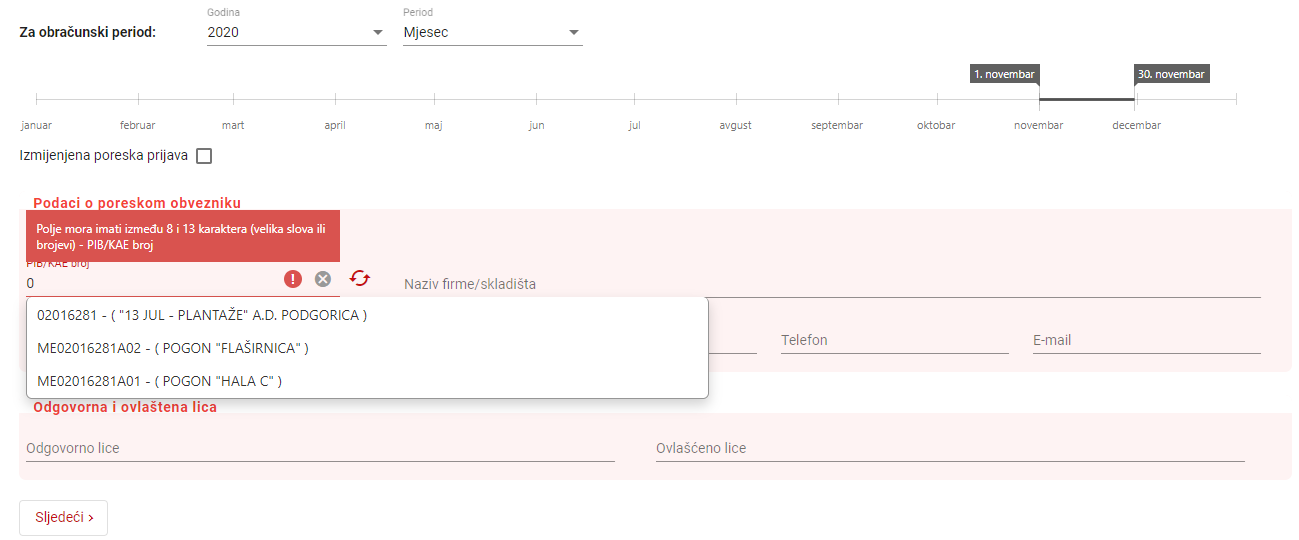 Godina
Period
Za obračunski period:
2020
Mjesec
1. novembar
30. novembar
januar
februar
mart
april
maj
jun
jul
avgust
septembar
oktobar
novembar
decembar
Izmijenjena poreska prijava
Podaci o poreskom obvezniku
Polje mora imati između 8 i 13 karaktera (velika slova ili
brojevi) - PIB/KAE broj
PIB/KAE broj
0
Naziv firme/skladišta
02016281 - ( "13 JUL - PLANTAŽE" A.D. PODGORICA )
ME02016281A02 - ( POGON "FLAŠIRNICA" )
ME02016281A01 - ( POGON "HALA C" )
Telefon
E-mail
Odgovorna i ovlaštena lica
Odgovorno lice
Ovlašćeno lice
Sljedeći ›